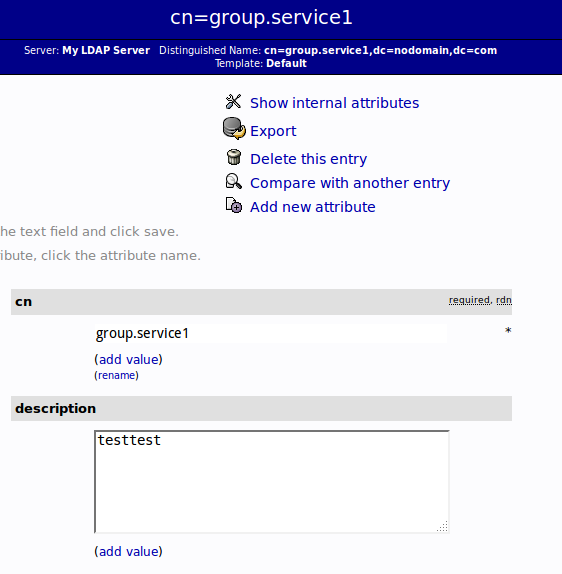 cn=group.service1
Server: My LDAP Server Distinguished Name: cn=group.service1,dc=nodomain,dc=com
Template: Default
Show internal attributes
Export
Delete this entry
Compare with another entry
Add new attribute
he text field and click save.
ibute, click the attribute name.
cn required, rdn
group.service1 *
(add value)
(rename)
description
testtest
(add value)